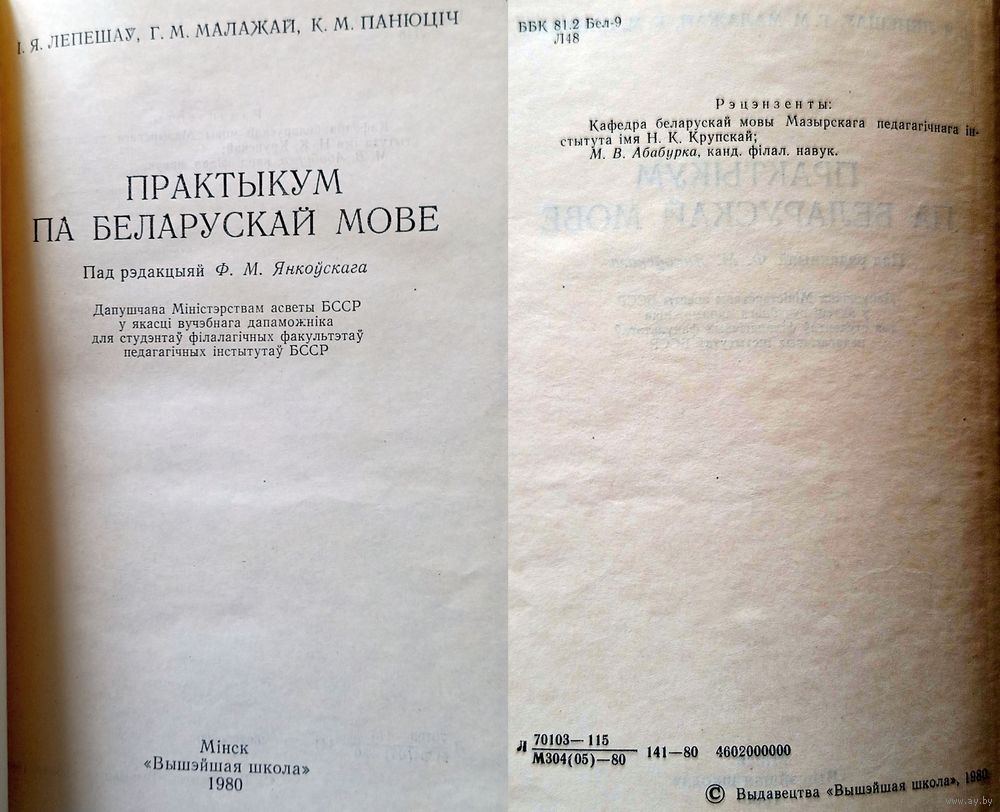 І. Я. ЛЕПЕШАЎ, Г. М. МАЛАЖАЙ, К. М. ПАНЮЦІЧ
ПРАКТЫКУМ
ПА БЕЛАРУСКАЙ МОВЕ
Пад рэдакцыяй Ф. М. Янкоўскага
Дапушчана Міністэрствам асветы БССР
у якасці вучэбнага дапаможніка
для студэнтаў філалагічных факультэтаў
педагагічных інстытутаў БССР
Мінск
«Вышэйшая школа»
1980
ББК 81.2 Бел-9
Л48
Рэцэнзенты:
Кафедра беларускай мовы Мазырскага педагагічнага ін-
стытута імя Н. К. Крупскай;
М. В. Абабурка, канд. філал. навук.
Л 70103—115
М304(05)—80 141—80 4602000000
© Выдавецтва «Вышэйшая школа», 1980
www.ay.by